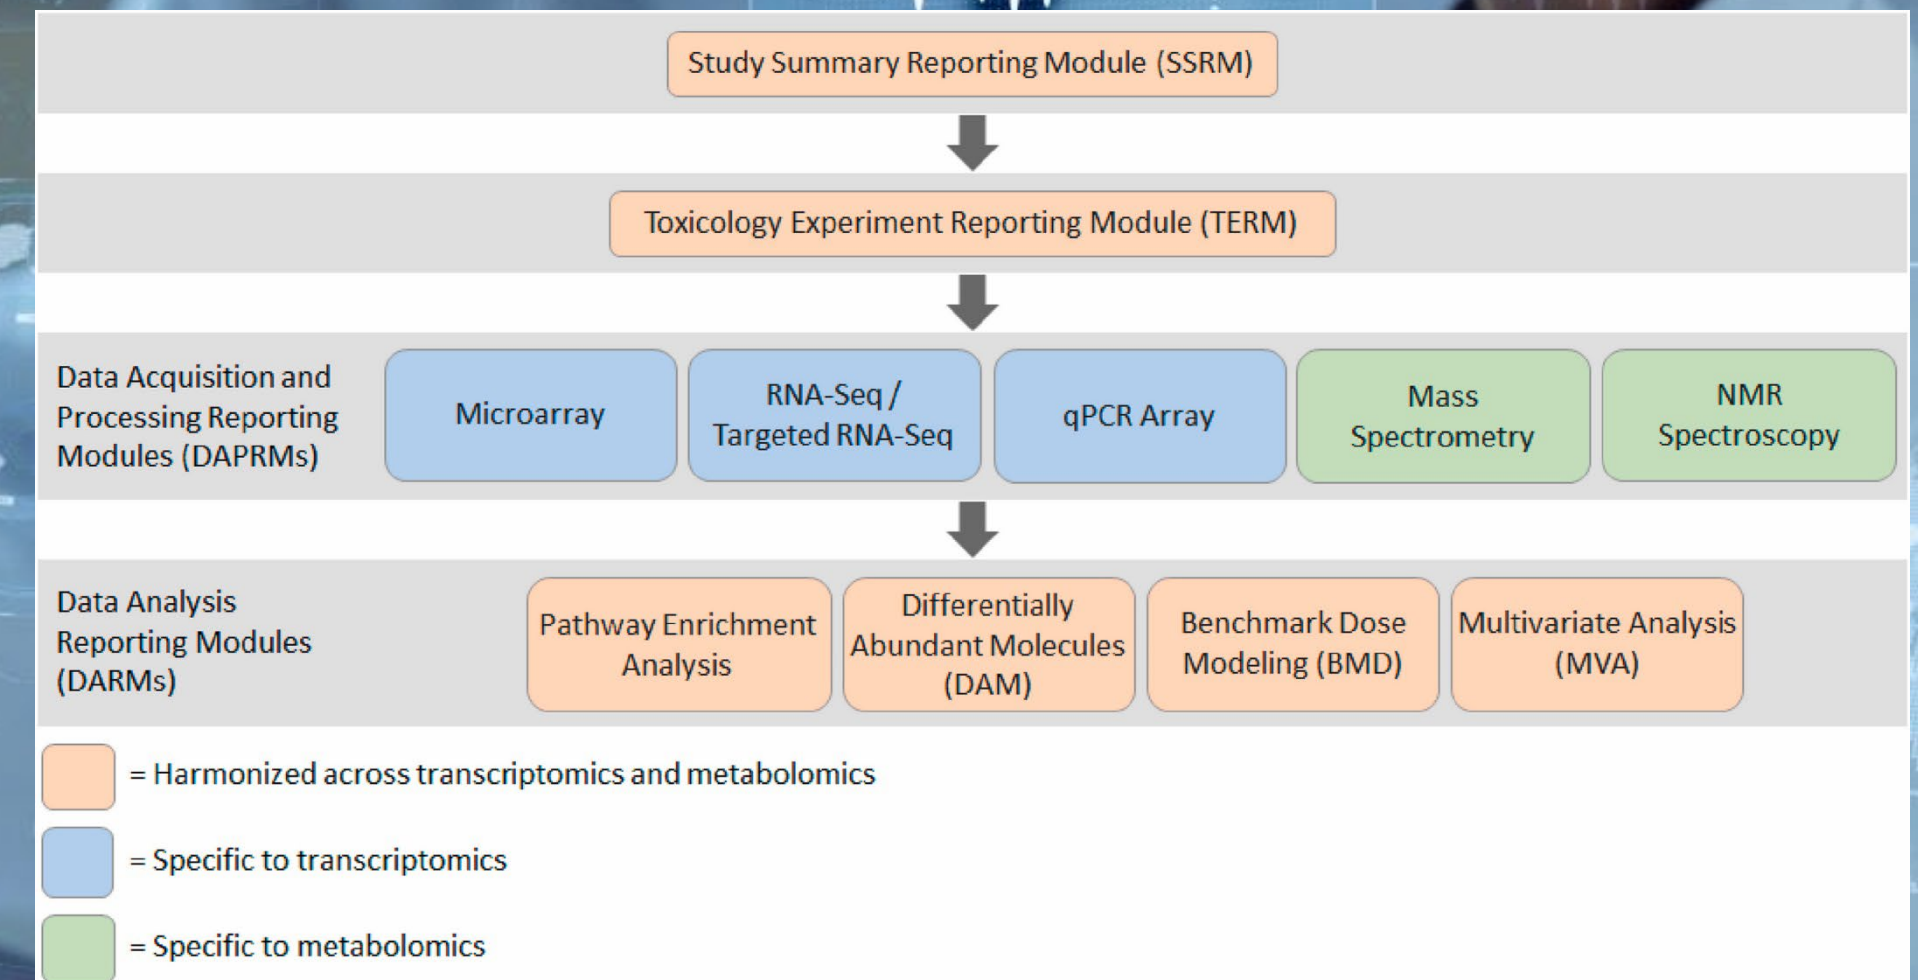 Study Summary Reporting Module (SSRM)
Toxicology Experiment Reporting Module (TERM)
Data Acquisition and
Processing Reporting
Modules (DAPRMs)
Microarray
RNA-Seq /
Targeted RNA-Seq
qPCR Array
Mass
Spectrometry
NMR
Spectroscopy
Data Analysis
Reporting Modules
(DARMs)
Pathway Enrichment
Analysis
Differentially
Abundant Molecules
(DAM)
Benchmark Dose
Modeling (BMD)
Multivariate Analysis
(MVA)
= Harmonized across transcriptomics and metabolomics
= Specific to transcriptomics
= Specific to metabolomics